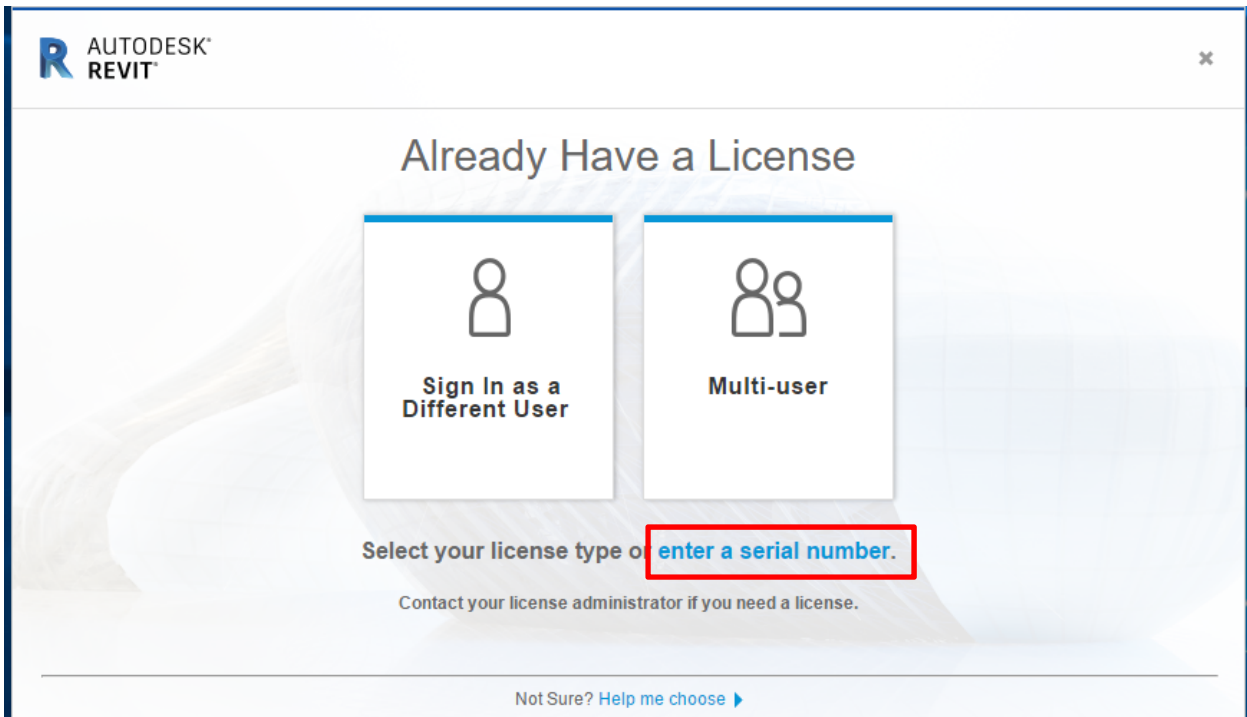 AUTODESK®
REVIT®
Already Have a License
Sign In as a
Different User
Multi-user
Select your license type or enter a serial number.
Contact your license administrator if you need a license.
Not Sure? Help me choose